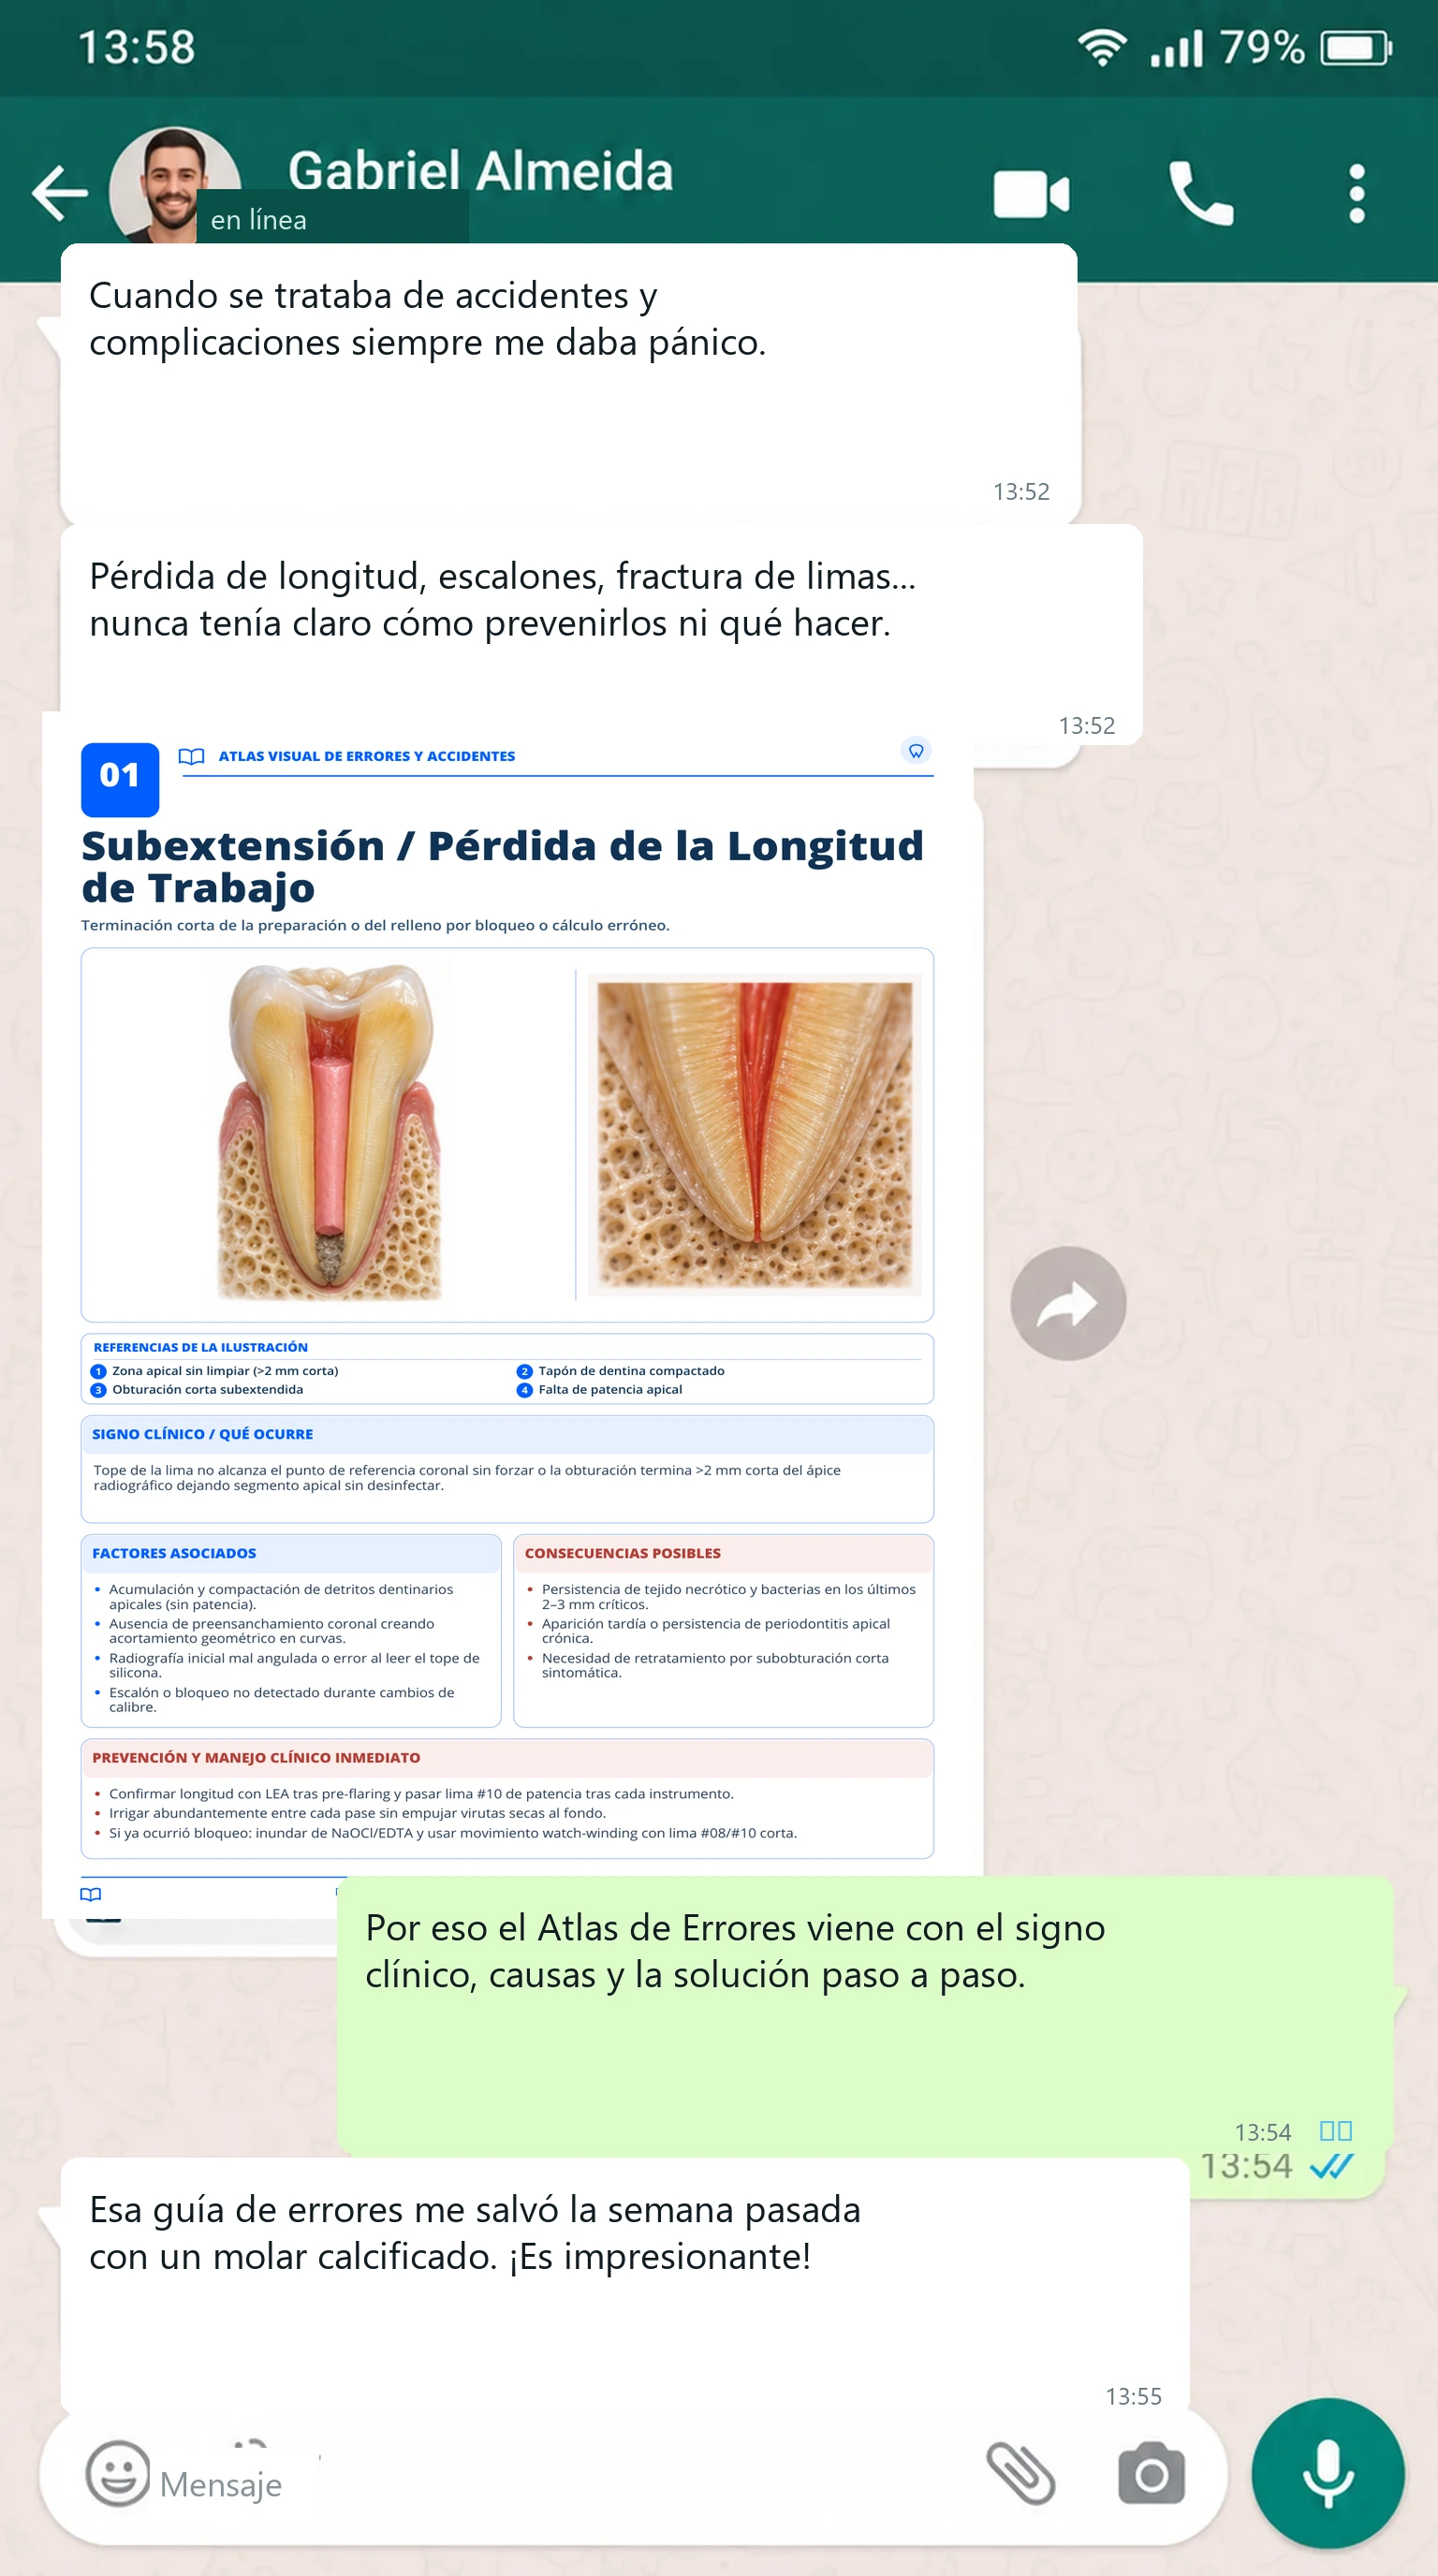 13:58
79%
Gabriel Almeida
en línea
Cuando se trataba de accidentes y
complicaciones siempre me daba pánico.
13:52
Pérdida de longitud, escalones, fractura de limas...
nunca tenía claro cómo prevenirlos ni qué hacer.
13:52
01
ATLAS VISUAL DE ERRORES Y ACCIDENTES
Subextensión / Pérdida de la Longitud
de Trabajo
Terminación corta de la preparación o del relleno por bloqueo o cálculo erróneo.
REFERENCIAS DE LA ILUSTRACIÓN
1 Zona apical sin limpiar (>2 mm corta)
2 Tapón de dentina compactado
3 Obturación corta subextendida
4 Falta de patencia apical
SIGNO CLÍNICO / QUÉ OCURRE
Tope de la lima no alcanza el punto de referencia coronal sin forzar o la obturación termina >2 mm corta del ápice
radiográfico dejando segmento apical sin desinfectar.
FACTORES ASOCIADOS
• Acumulación y compactación de detritos dentinarios
apicales (sin patencia).
• Ausencia de preensanchamiento coronal creando
acortamiento geométrico en curvas.
• Radiografía inicial mal angulada o error al leer el tope de
silicona.
• Escalón o bloqueo no detectado durante cambios de
calibre.
CONSECUENCIAS POSIBLES
• Persistencia de tejido necrótico y bacterias en los últimos
2–3 mm críticos.
• Aparición tardía o persistencia de periodontitis apical
crónica.
• Necesidad de retratamiento por subobturación corta
sintomática.
PREVENCIÓN Y MANEJO CLÍNICO INMEDIATO
• Confirmar longitud con LEA tras pre-flaring y pasar lima #10 de patencia tras cada instrumento.
• Irrigar abundantemente entre cada pase sin empujar virutas secas al fondo.
• Si ya ocurrió bloqueo: inundar de NaOCl/EDTA y usar movimiento watch-winding con lima #08/#10 corta.
Por eso el Atlas de Errores viene con el signo
clínico, causas y la solución paso a paso.
13:54
13:54
Esa guía de errores me salvó la semana pasada
con un molar calcificado. ¡Es impresionante!
13:55
Mensaje